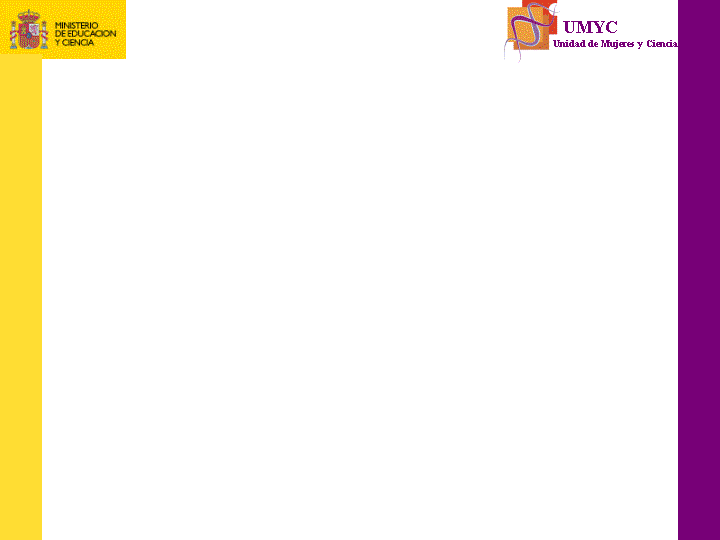 MINISTERIO
DE EDUCACION
Y CIENCIA
UMYC
Unidad de Mujeres y Ciencia